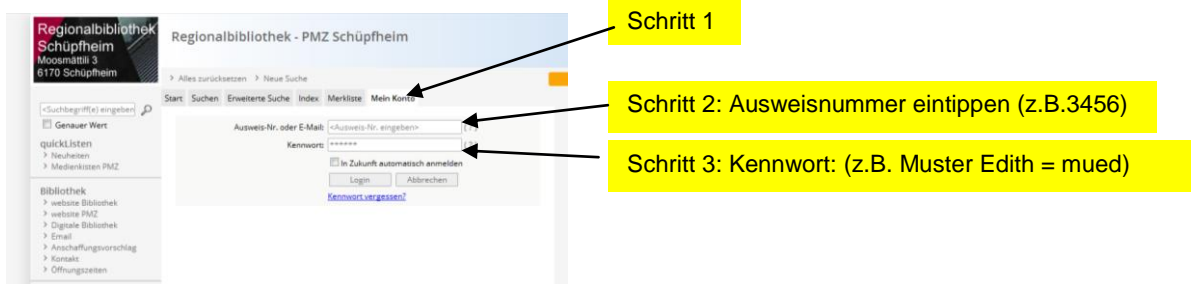 Regionalbibliothek
Schüpfheim
Moosmättili 3
6170 Schüpfheim
Regionalbibliothek - PMZ Schüpfheim
> Alles zurücksetzen > Neue Suche
Start Suchen Erweiterte Suche Index Merkliste Mein Konto
<Suchbegriff(e) eingeben
Genauer Wert
quickListen
> Neuheiten
> Medienkisten PMZ
Bibliothek
> website Bibliothek
> website PMZ
> Digitale Bibliothek
> Email
> Anschaffungsvorschlag
> Kontakt
> Öffnungszeiten
Ausweis-Nr. oder E-Mail: <Ausweis-Nr. eingeben>
Kennwort: ****** [ ? ]
In Zukunft automatisch anmelden
Login Abbrechen
Kennwort vergessen?
Schritt 1
Schritt 2: Ausweisnummer eintippen (z.B.3456)
Schritt 3: Kennwort: (z.B. Muster Edith = mued)